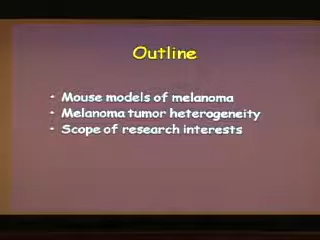 Outline
· Mouse models of melanoma
· Melanoma tumor heterogeneity
· Scope of research interests